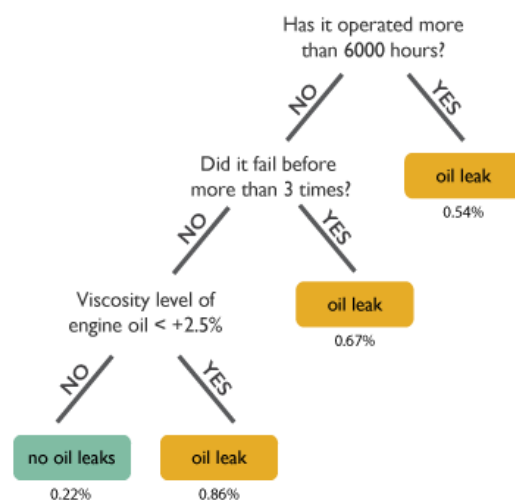 Has it operated more
than 6000 hours?
NO
YES
Did it fail before
more than 3 times?
oil leak
0.54%
NO
YES
Viscosity level of
engine oil < +2.5%
oil leak
0.67%
NO
YES
no oil leaks
oil leak
0.22%
0.86%